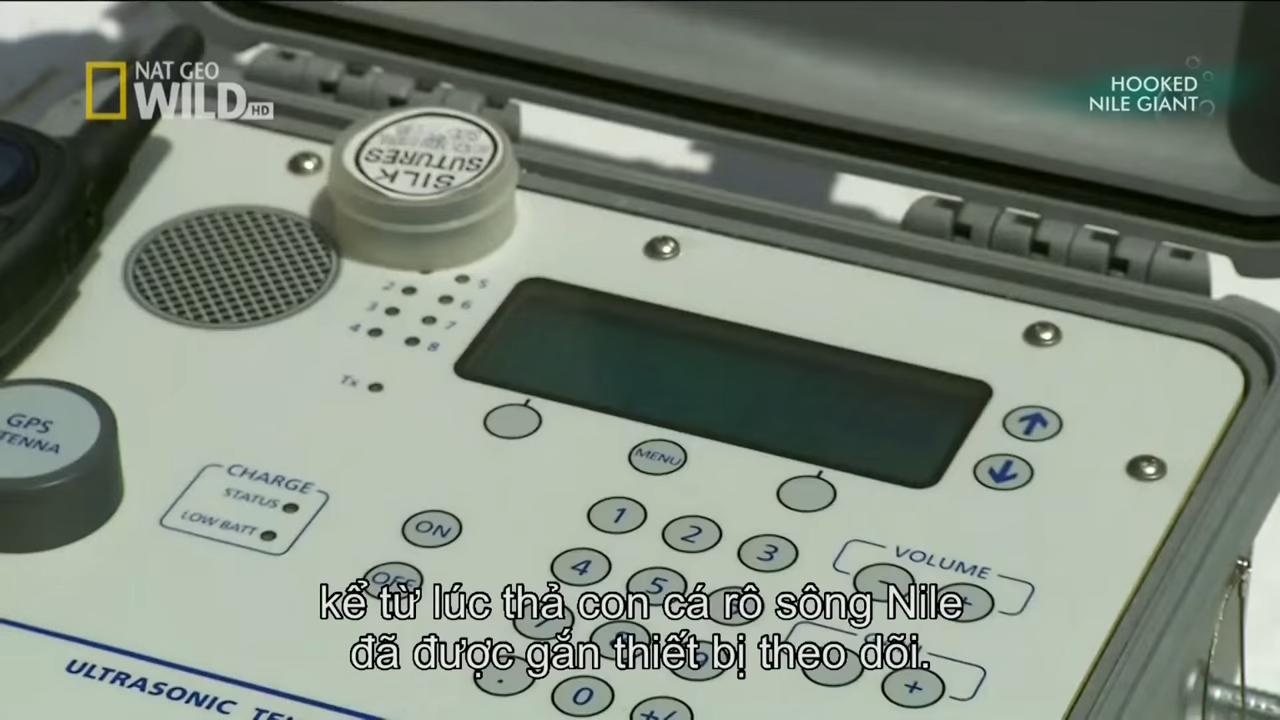 NAT GEO
WILD HD
HOOKED
NILE GIANT
SILK
SUTURES
2
3
4
5
6
7
8
Tx
GPS
CHARGE
STATUS
LOW BATT
MENU
ON
OFF
1
2
3
4
5
VOLUME
- +
0
+/
+
kể từ lúc thả con cá rô sông Nile
đã được gắn thiết bị theo dõi.
ULTRASONIC